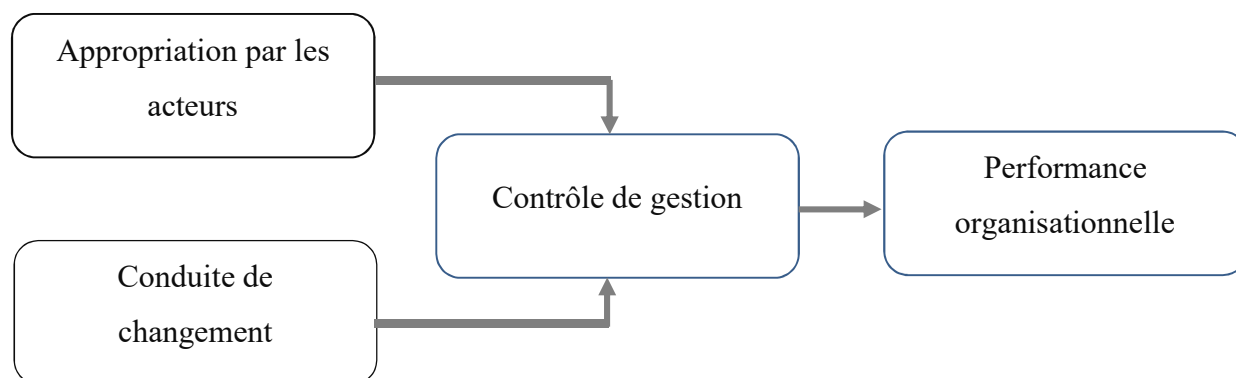 Appropriation par les
acteurs
Conduite de
changement
Contrôle de gestion
Performance
organisationnelle